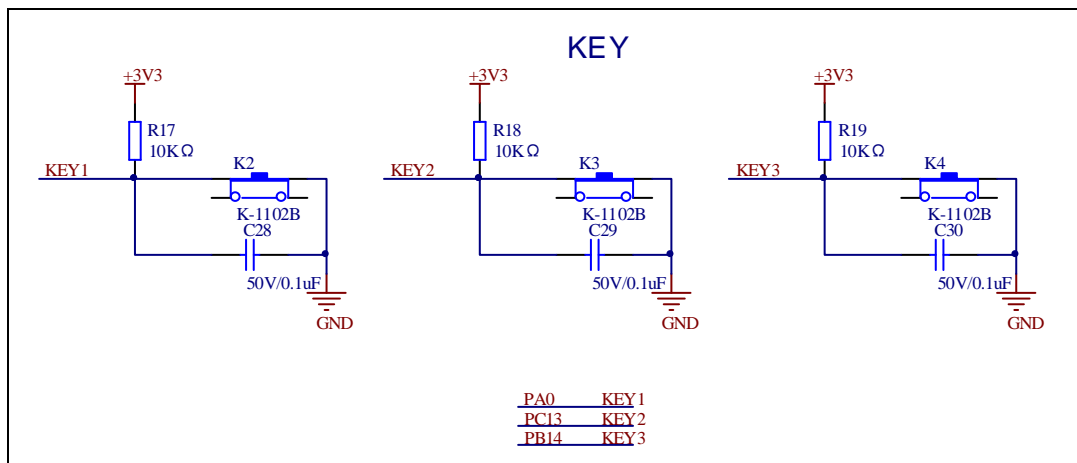 KEY
+3V3
R17
10KΩ
KEY1
K2
K-1102B
C28
50V/0.1uF
GND
+3V3
R18
10KΩ
KEY2
K3
K-1102B
C29
50V/0.1uF
GND
+3V3
R19
10KΩ
KEY3
K4
K-1102B
C30
50V/0.1uF
GND
PA0 KEY1
PC13 KEY2
PB14 KEY3